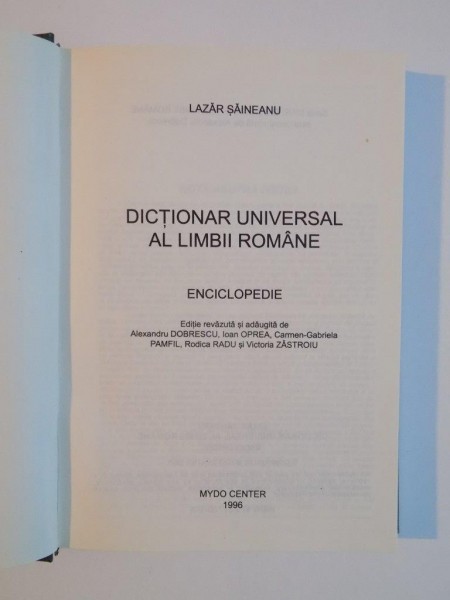 LAZĂR ȘĂINEANU
DICȚIONAR UNIVERSAL
AL LIMBII ROMÂNE
ENCICLOPEDIE
Ediție revăzută și adăugită de
Alexandru DOBRESCU, Ioan OPREA, Carmen-Gabriela
PAMFIL, Rodica RADU și Victoria ZĂSTROIU
MYDO CENTER
1996